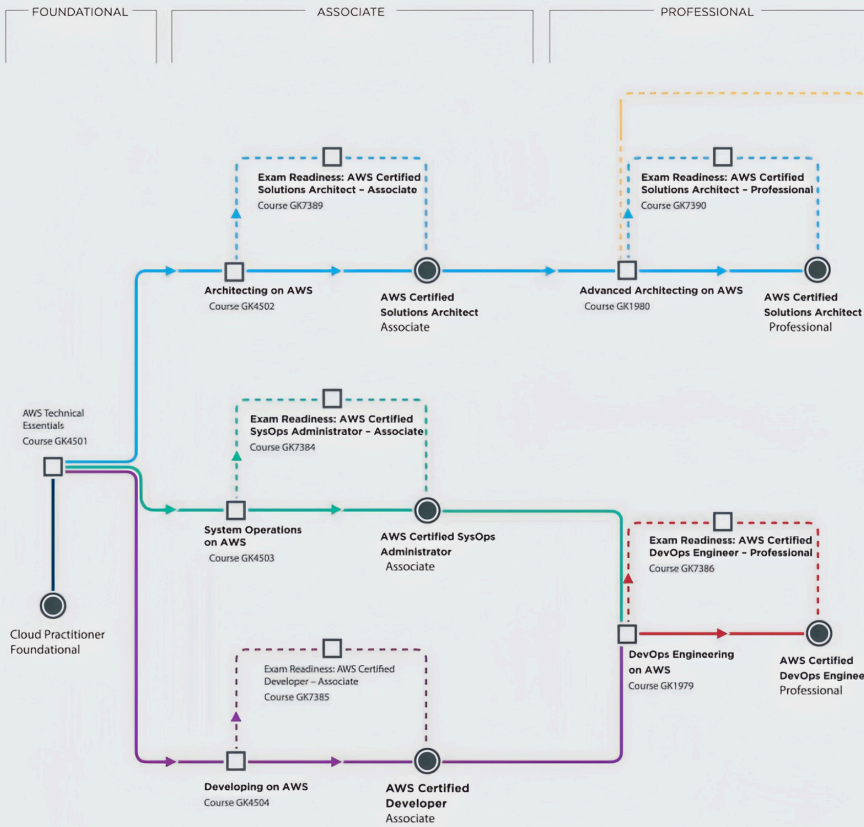 FOUNDATIONAL
ASSOCIATE
PROFESSIONAL
Exam Readiness: AWS Certified
Solutions Architect – Associate
Course GK7389
Exam Readiness: AWS Certified
Solutions Architect – Professional
Course GK7390
Architecting on AWS
Course GK4502
AWS Certified
Solutions Architect
Associate
Advanced Architecting on AWS
Course GK1980
AWS Certified
Solutions Architect
Professional
AWS Technical
Essentials
Course GK4501
Exam Readiness: AWS Certified
SysOps Administrator – Associate
Course GK7384
System Operations
on AWS
Course GK4503
AWS Certified SysOps
Administrator
Associate
Exam Readiness: AWS Certified
DevOps Engineer – Professional
Course GK7386
Cloud Practitioner
Foundational
Exam Readiness: AWS Certified
Developer – Associate
Course GK7385
DevOps Engineering
on AWS
Course GK1979
AWS Certified
DevOps Enginee
Professional
Developing on AWS
Course GK4504
AWS Certified
Developer
Associate